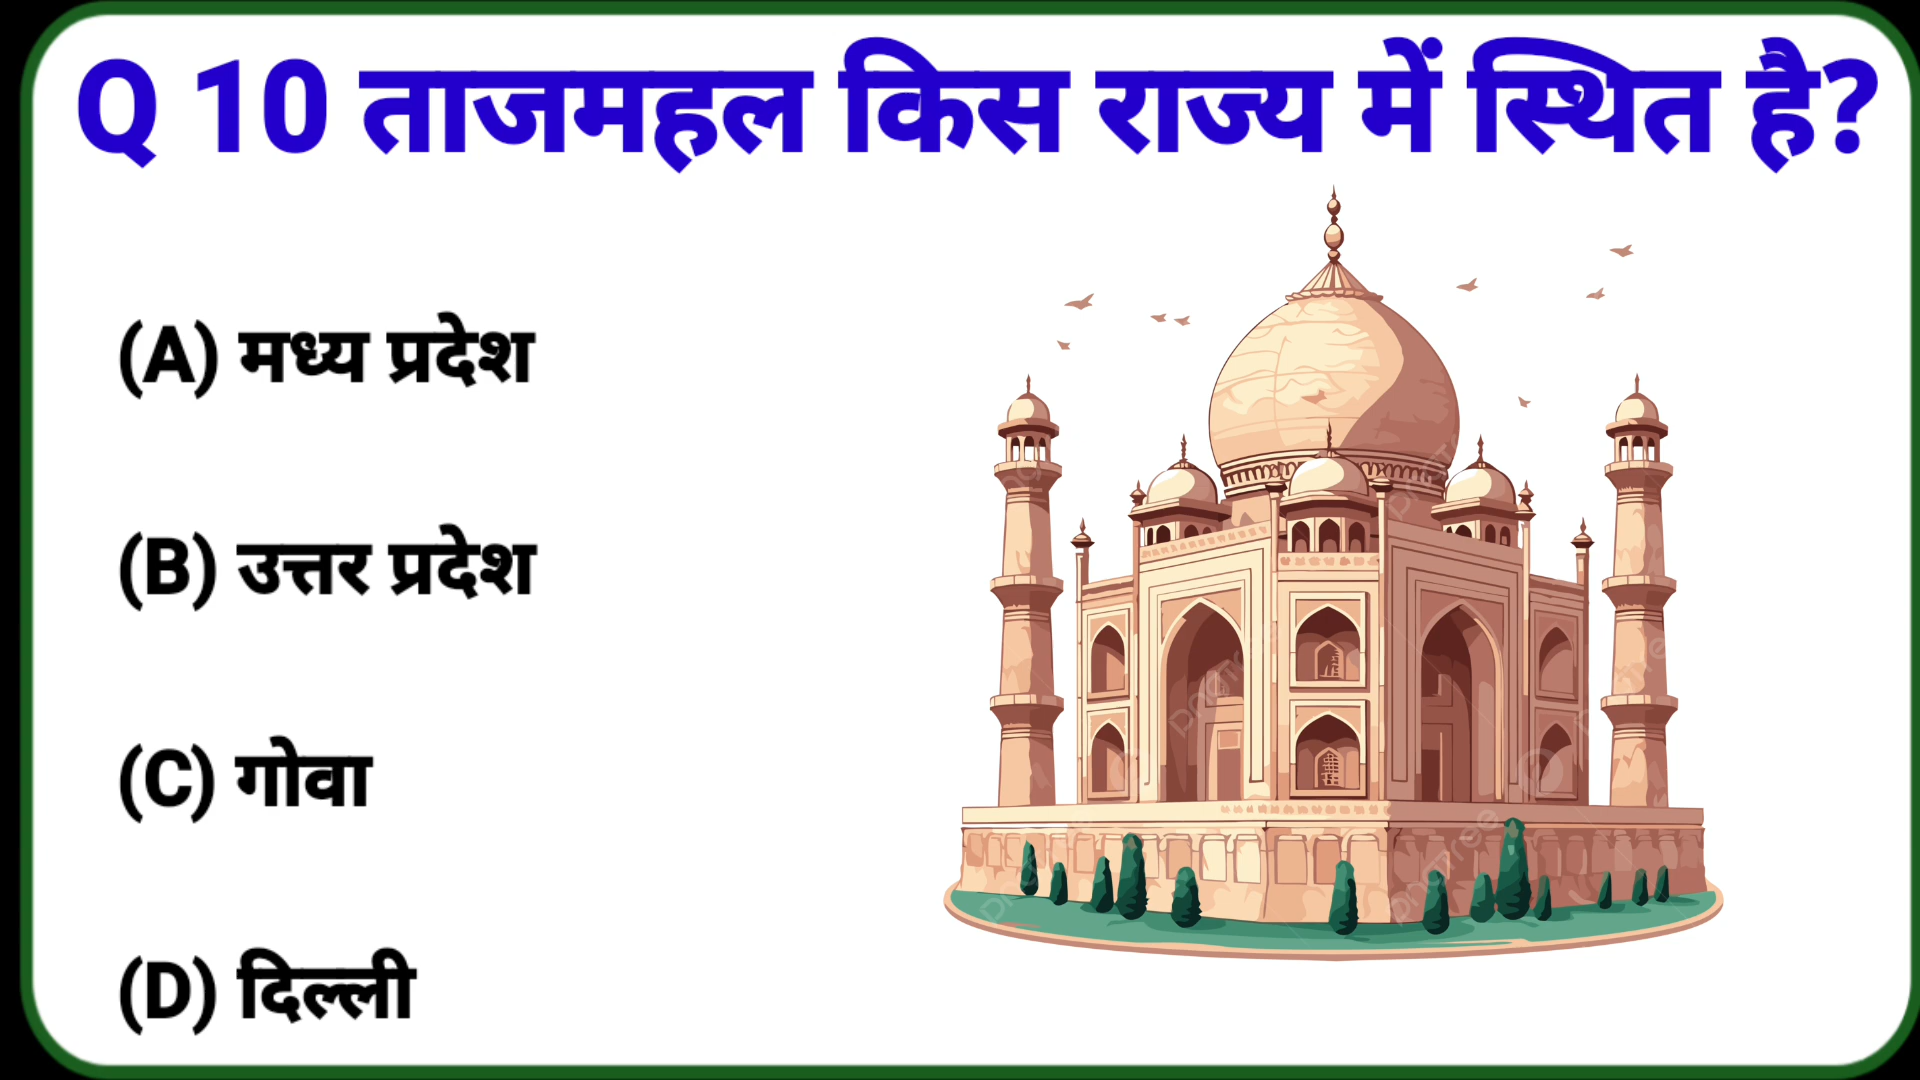 Q 10 ताजमहल किस राज्य में स्थित है?
(A) मध्य प्रदेश
(B) उत्तर प्रदेश
(C) गोवा
(D) दिल्ली